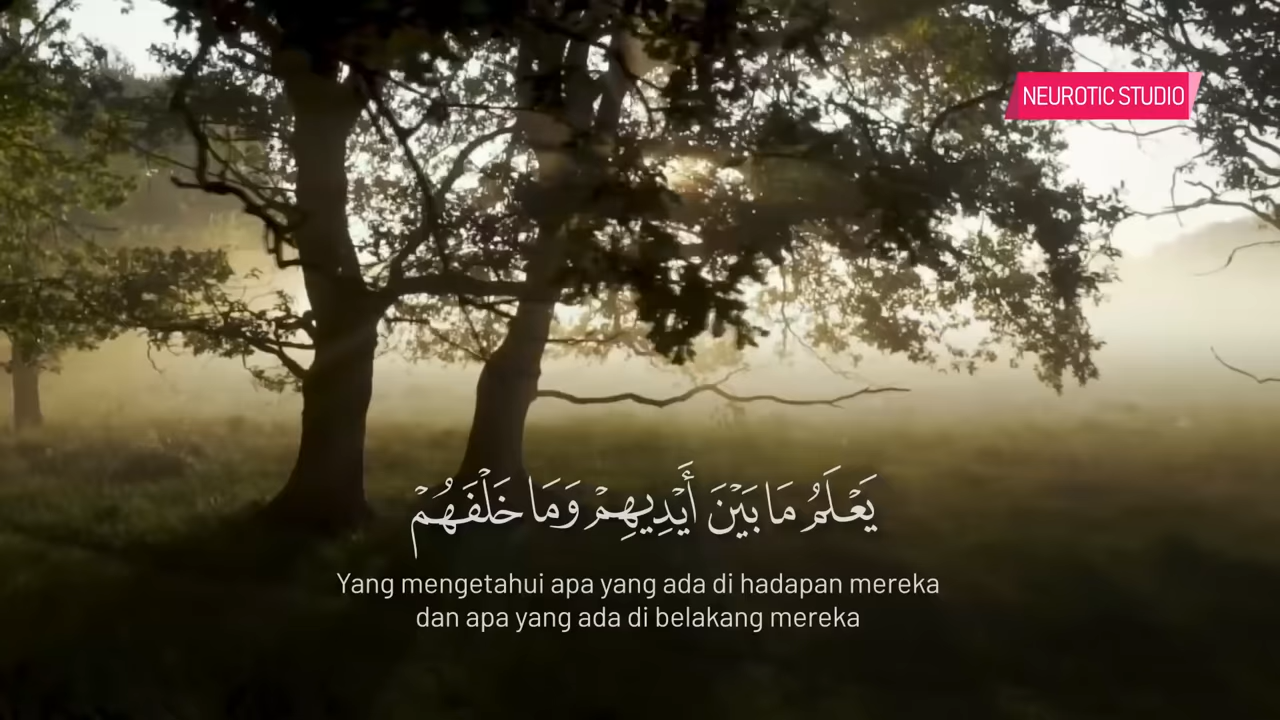 NEUROTIC STUDIO
يَعْلَمُ مَا بَيْنَ أَيْدِيهِمْ وَمَا خَلْفَهُمْ
Yang mengetahui apa yang ada di hadapan mereka
dan apa yang ada di belakang mereka